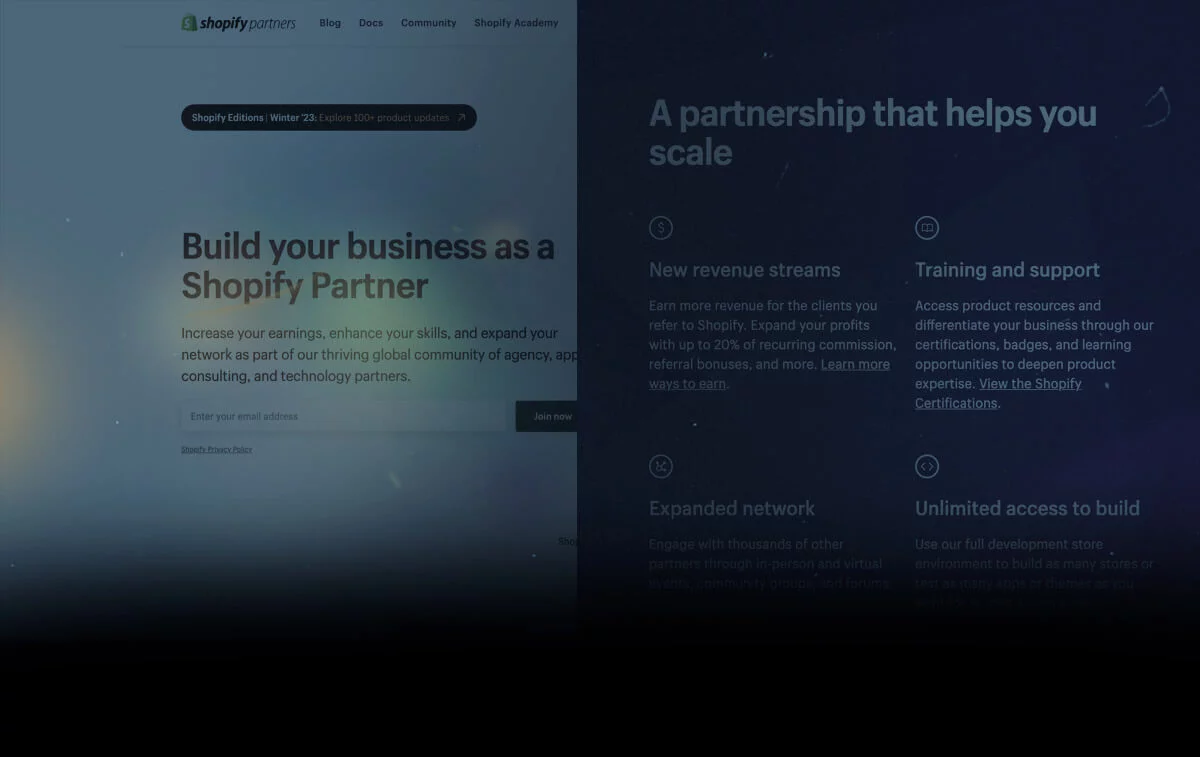 shopify partners Blog Docs Community Shopify Academy
Shopify Editions | Winter '23: Explore 100+ product updates
Build your business as a
Shopify Partner
Increase your earnings, enhance your skills, and expand your
network as part of our thriving global community of agency, app
consulting, and technology partners.
Enter your email address
Join now
Shopify Privacy Policy
Shop
A partnership that helps you
scale
New revenue streams
Earn more revenue for the clients you
refer to Shopify. Expand your profits
with up to 20% of recurring commission,
referral bonuses, and more. Learn more
ways to earn.
Training and support
Access product resources and
differentiate your business through our
certifications, badges, and learning
opportunities to deepen product
expertise. View the Shopify
Certifications.
Expanded network
Engage with thousands of other
partners through in-person and virtual
events, community groups, and forums.
Unlimited access to build
Use our full development store
environment to build as many stores or
test as many apps or themes as you